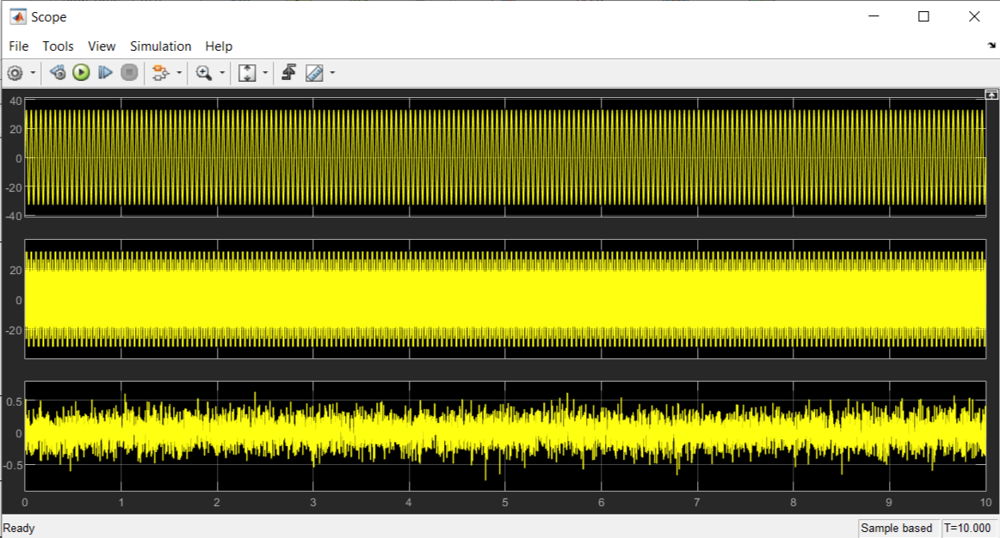 Scope
File Tools View Simulation Help
40
20
0
-20
-40
20
0
-20
0.5
0
-0.5
0 1 2 3 4 5 6 7 8 9 10
Ready Sample based T=10.000